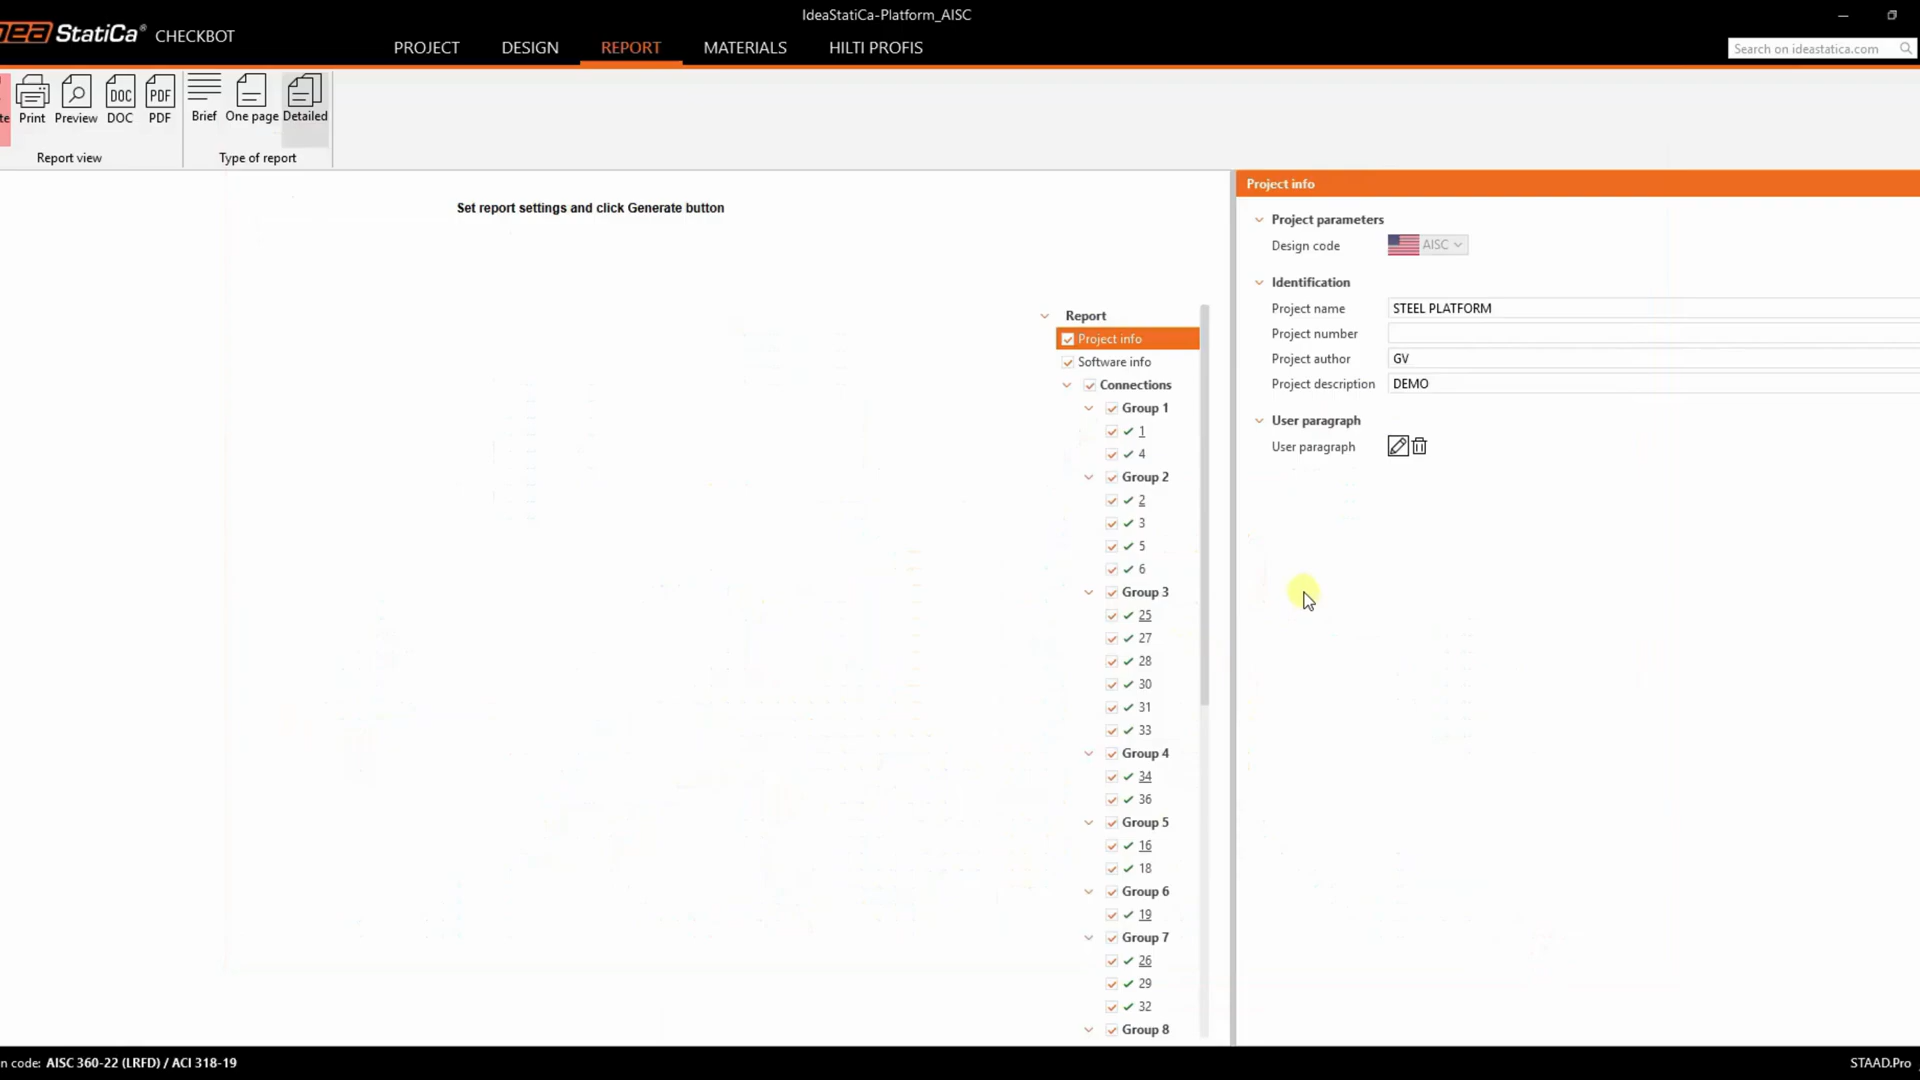 IdeaStatiCa-Platform_AISC
StatiCa® CHECKBOT
PROJECT DESIGN REPORT MATERIALS HILTI PROFIS
Search on ideastatica.com
DOC PDF
Print Preview DOC PDF Brief One page Detailed
Report view Type of report
Set report settings and click Generate button
Report
Project info
Software info
Connections
Group 1
1
4
Group 2
2
3
5
6
Group 3
25
27
28
30
31
33
Group 4
34
36
Group 5
16
18
Group 6
19
Group 7
26
29
32
Group 8
Project info
Project parameters
Design code AISC
Identification
Project name STEEL PLATFORM
Project number
Project author GV
Project description DEMO
User paragraph
User paragraph
n code: AISC 360-22 (LRFD) / ACI 318-19
STAAD.Pro